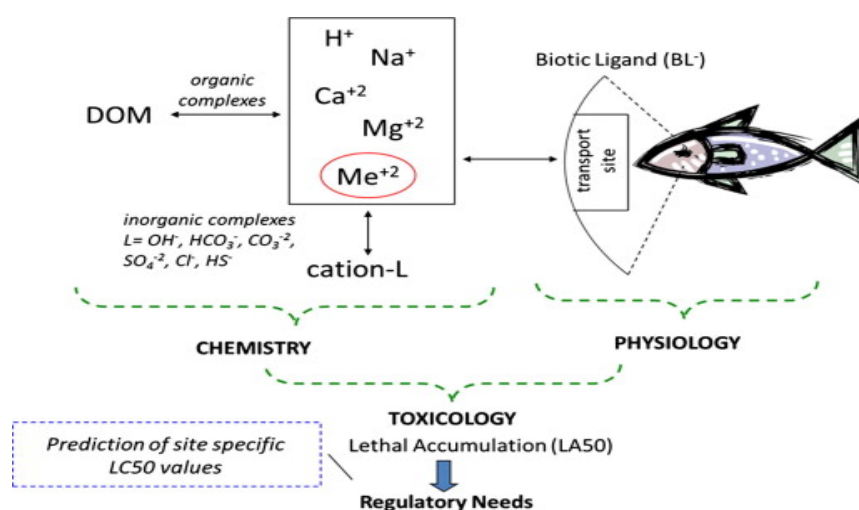 H⁺
Na⁺
Ca⁺²
Mg⁺²
Me⁺²
organic
complexes
DOM
Biotic Ligand (BL⁻)
transport
site
inorganic complexes
L= OH⁻, HCO₃⁻, CO₃⁻²,
SO₄⁻², Cl⁻, HS⁻
cation-L
CHEMISTRY
PHYSIOLOGY
TOXICOLOGY
Lethal Accumulation (LA50)
Prediction of site specific
LC50 values
Regulatory Needs